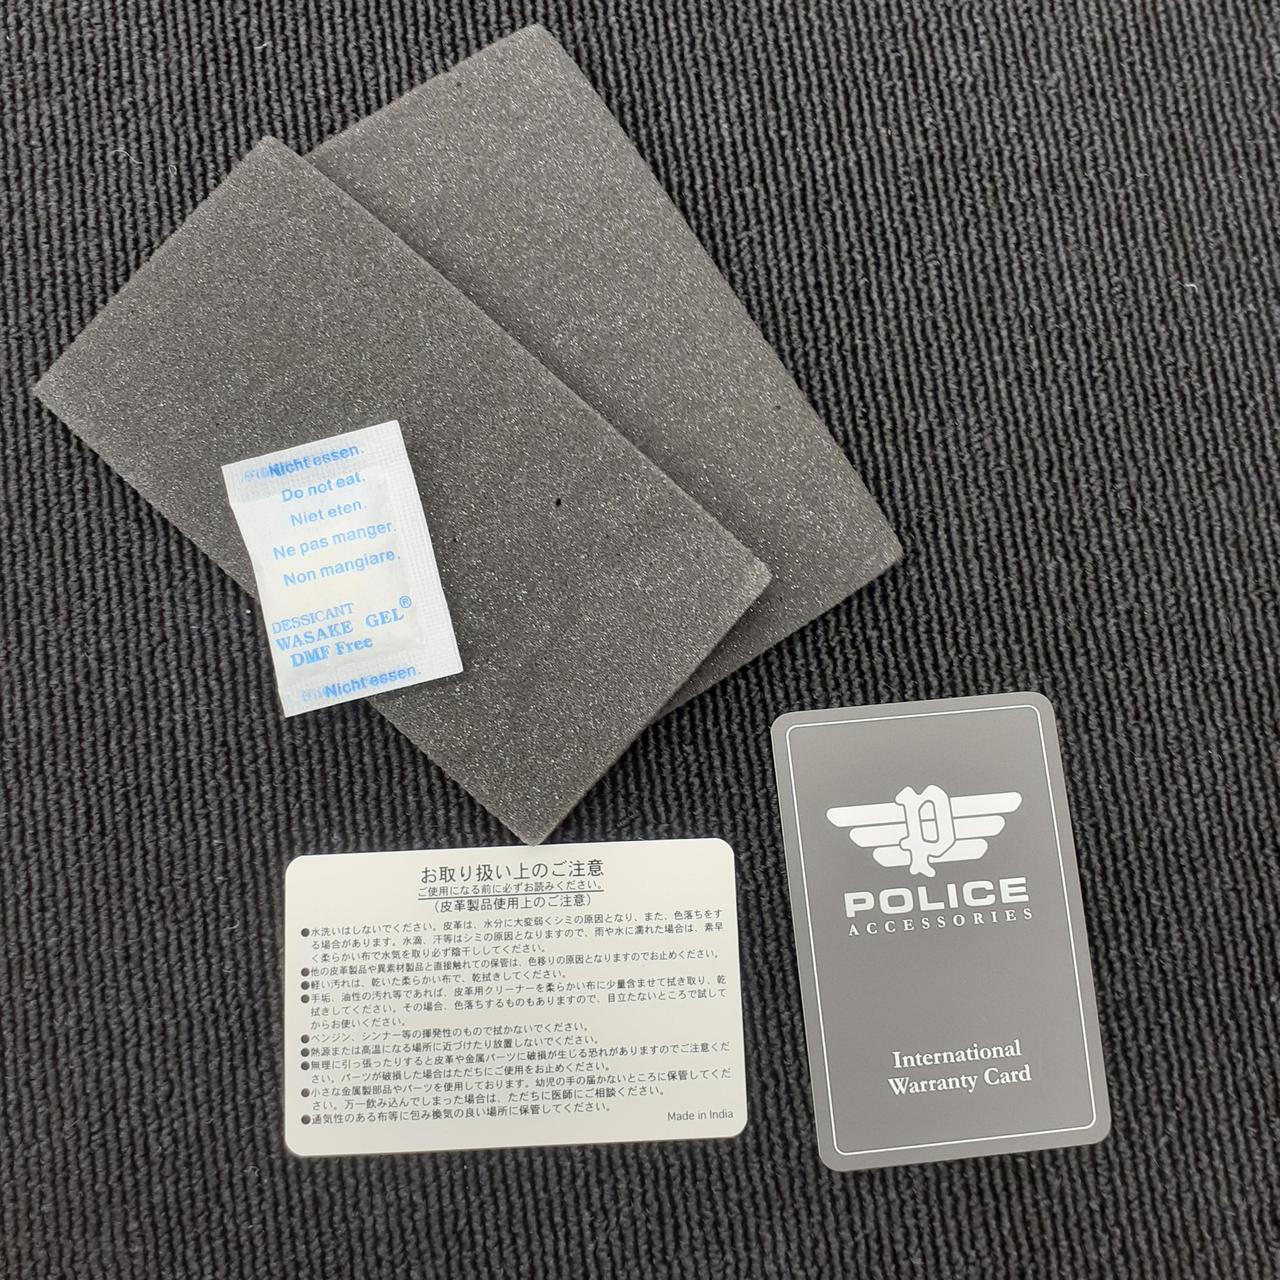 Nicht essen.
Do not eat.
Niet eten.
Ne pas manger.
Non mangiare.
DESSICANT
WASAKE GEL®
DMF Free
Nicht essen.
お取り扱い上のご注意
ご使用になる前に必ずお読みください。
(皮革製品使用上のご注意)
●水洗いはしないでください。皮革は、水分に大変弱くシミの原因となり、また、色落ちをす
る場合があります。水滴、汗等はシミの原因となりますので、雨や水に濡れた場合は、素早
く柔らかい布で水気を取り必ず陰干ししてください。
●他の皮革製品や異素材製品と直接触れての保管は、色移りの原因となりますのでお止めください。
●軽い汚れは、乾いた柔らかい布で、乾拭きしてください。
●手垢、油性の汚れ等であれば、皮革用クリーナーを柔らかい布に少量含ませて拭き取り、乾
拭きしてください。その場合、色落ちするものもありますので、目立たないところで試して
からお使いください。
●ベンジン、シンナー等の揮発性のもので拭かないでください。
●熱源または高温になる場所に近づけたり放置しないでください。
●無理に引っ張ったりすると皮革や金属パーツに破損が生じる恐れがありますのでご注意くだ
さい。パーツが破損した場合はただちにご使用をお止めください。
●小さな金属製部品やパーツを使用しております。幼児の手の届かないところに保管してくだ
さい。万一飲み込んでしまった場合は、ただちに医師にご相談ください。
●通気性のある布等に包み換気の良い場所に保管してください。
Made in India
POLICE
ACCESSORIES
International
Warranty Card